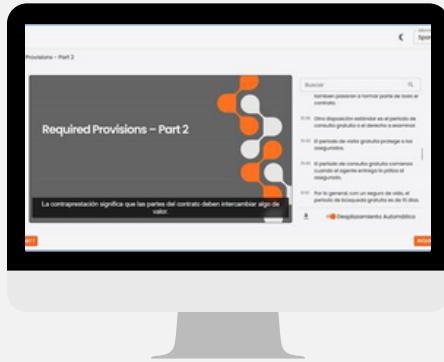 Provisions – Part 2
Required Provisions – Part 2
La contraprestación significa que las partes del contrato deben intercambiar algo de
valor.
Buscar
también pasarán a formar parte de todo el
contrato.
Otra disposición estándar es el período de
consulta gratuita o el derecho a examinar
El período de visita gratuita protege a los
asegurados.
El período de consulta gratuita comienza
cuando el agente entrega la póliza al
asegurado.
Por lo general, con un seguro de vida, el
período de búsqueda gratuita es de 10 días
Desplazamiento Automático